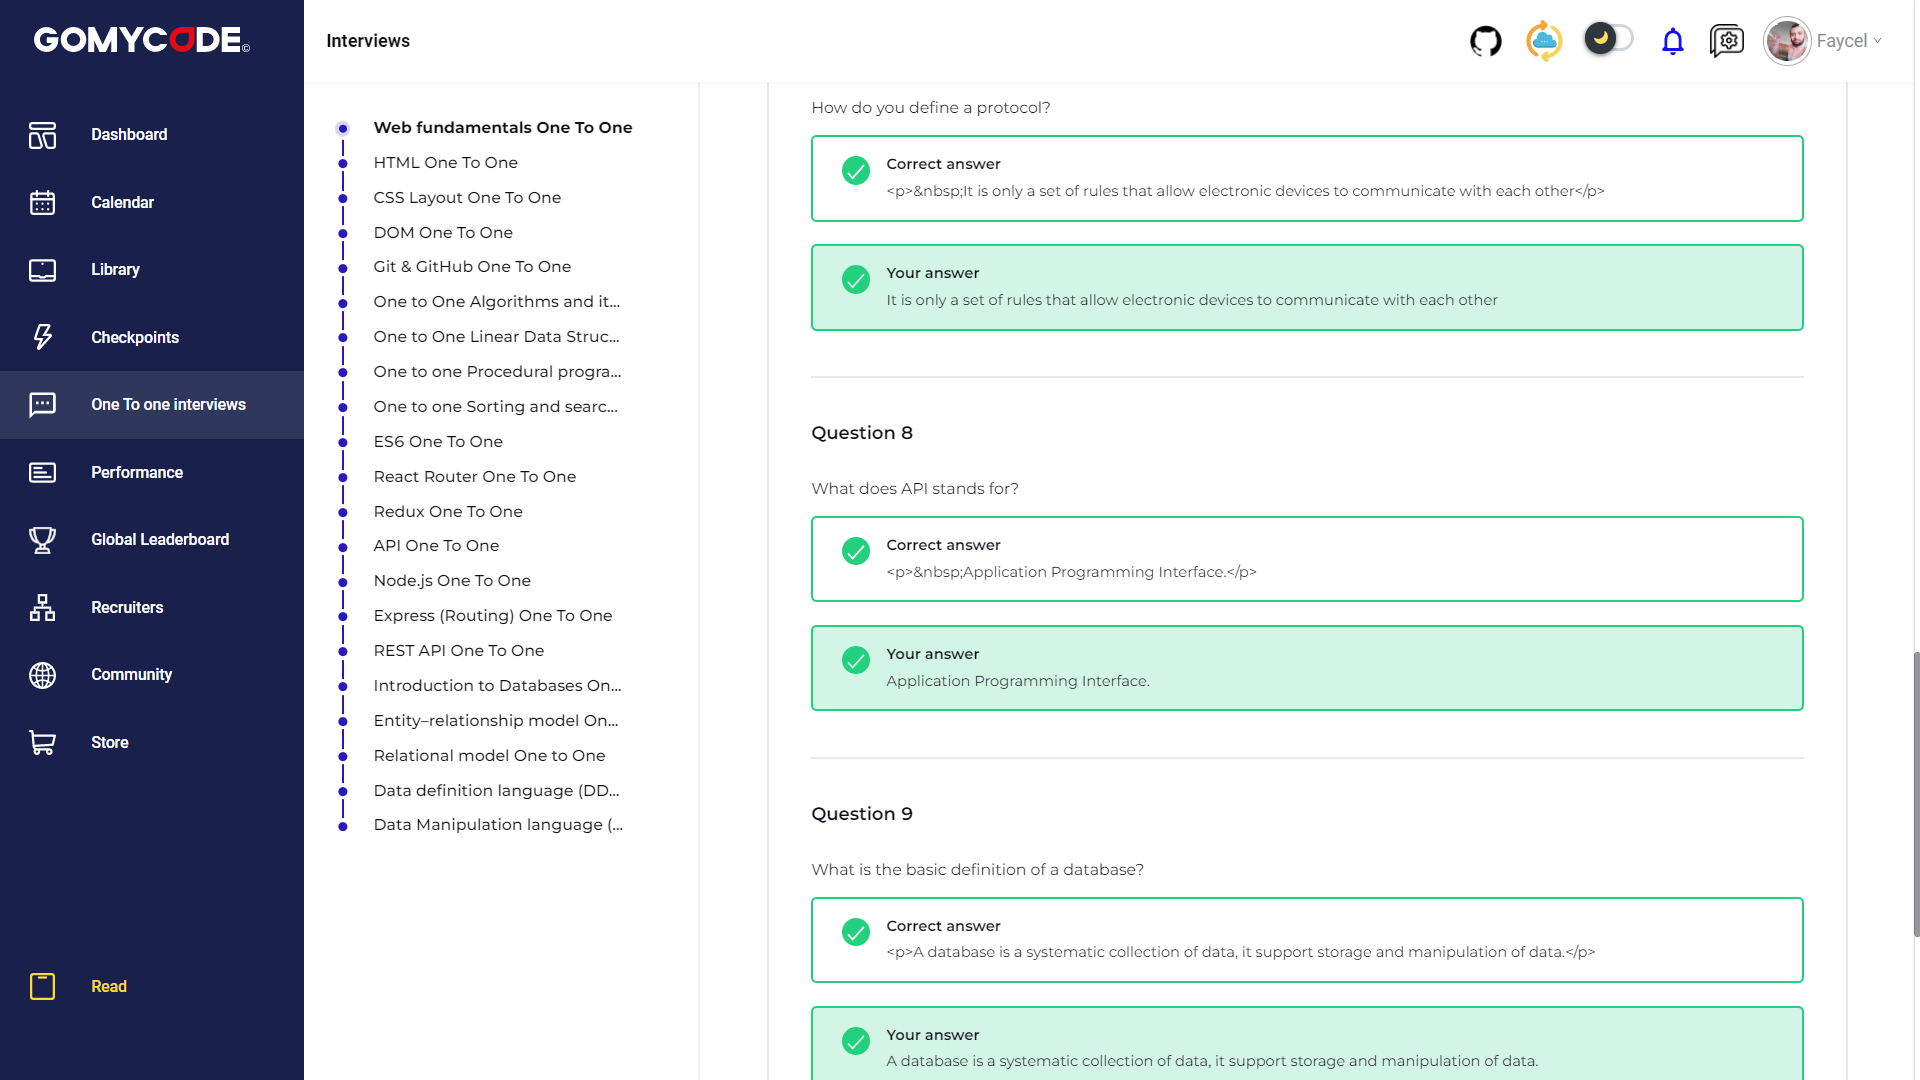 GOMYCODE©
Interviews
Faycel
Dashboard
Calendar
Library
Checkpoints
One To one interviews
Performance
Global Leaderboard
Recruiters
Community
Store
Read
Web fundamentals One To One
HTML One To One
CSS Layout One To One
DOM One To One
Git & GitHub One To One
One to One Algorithms and it...
One to One Linear Data Struc...
One to one Procedural progra...
One to one Sorting and searc...
ES6 One To One
React Router One To One
Redux One To One
API One To One
Node.js One To One
Express (Routing) One To One
REST API One To One
Introduction to Databases On...
Entity–relationship model On...
Relational model One to One
Data definition language (DD...
Data Manipulation language (...
How do you define a protocol?
Correct answer
<p>&nbsp;It is only a set of rules that allow electronic devices to communicate with each other</p>
Your answer
It is only a set of rules that allow electronic devices to communicate with each other
Question 8
What does API stands for?
Correct answer
<p>&nbsp;Application Programming Interface.</p>
Your answer
Application Programming Interface.
Question 9
What is the basic definition of a database?
Correct answer
<p>A database is a systematic collection of data, it support storage and manipulation of data.</p>
Your answer
A database is a systematic collection of data, it support storage and manipulation of data.